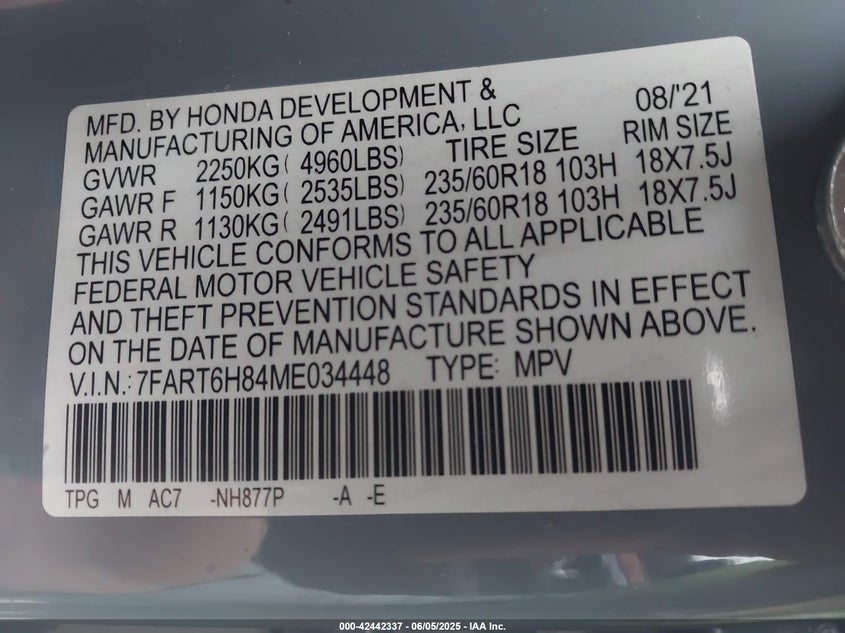 MFD. BY HONDA DEVELOPMENT & 08/'21
MANUFACTURING OF AMERICA, LLC TIRE SIZE RIM SIZE
GVWR 2250KG( 4960LBS)
GAWR F 1150KG( 2535LBS) 235/60R18 103H 18X7.5J
GAWR R 1130KG( 2491LBS) 235/60R18 103H 18X7.5J
THIS VEHICLE CONFORMS TO ALL APPLICABLE
FEDERAL MOTOR VEHICLE SAFETY
AND THEFT PREVENTION STANDARDS IN EFFECT
ON THE DATE OF MANUFACTURE SHOWN ABOVE.
V.I.N.:7FART6H84ME034448 TYPE: MPV
TPG M AC7 -NH877P -A -E
000-42442337 - 06/05/2025 - IAA Inc.